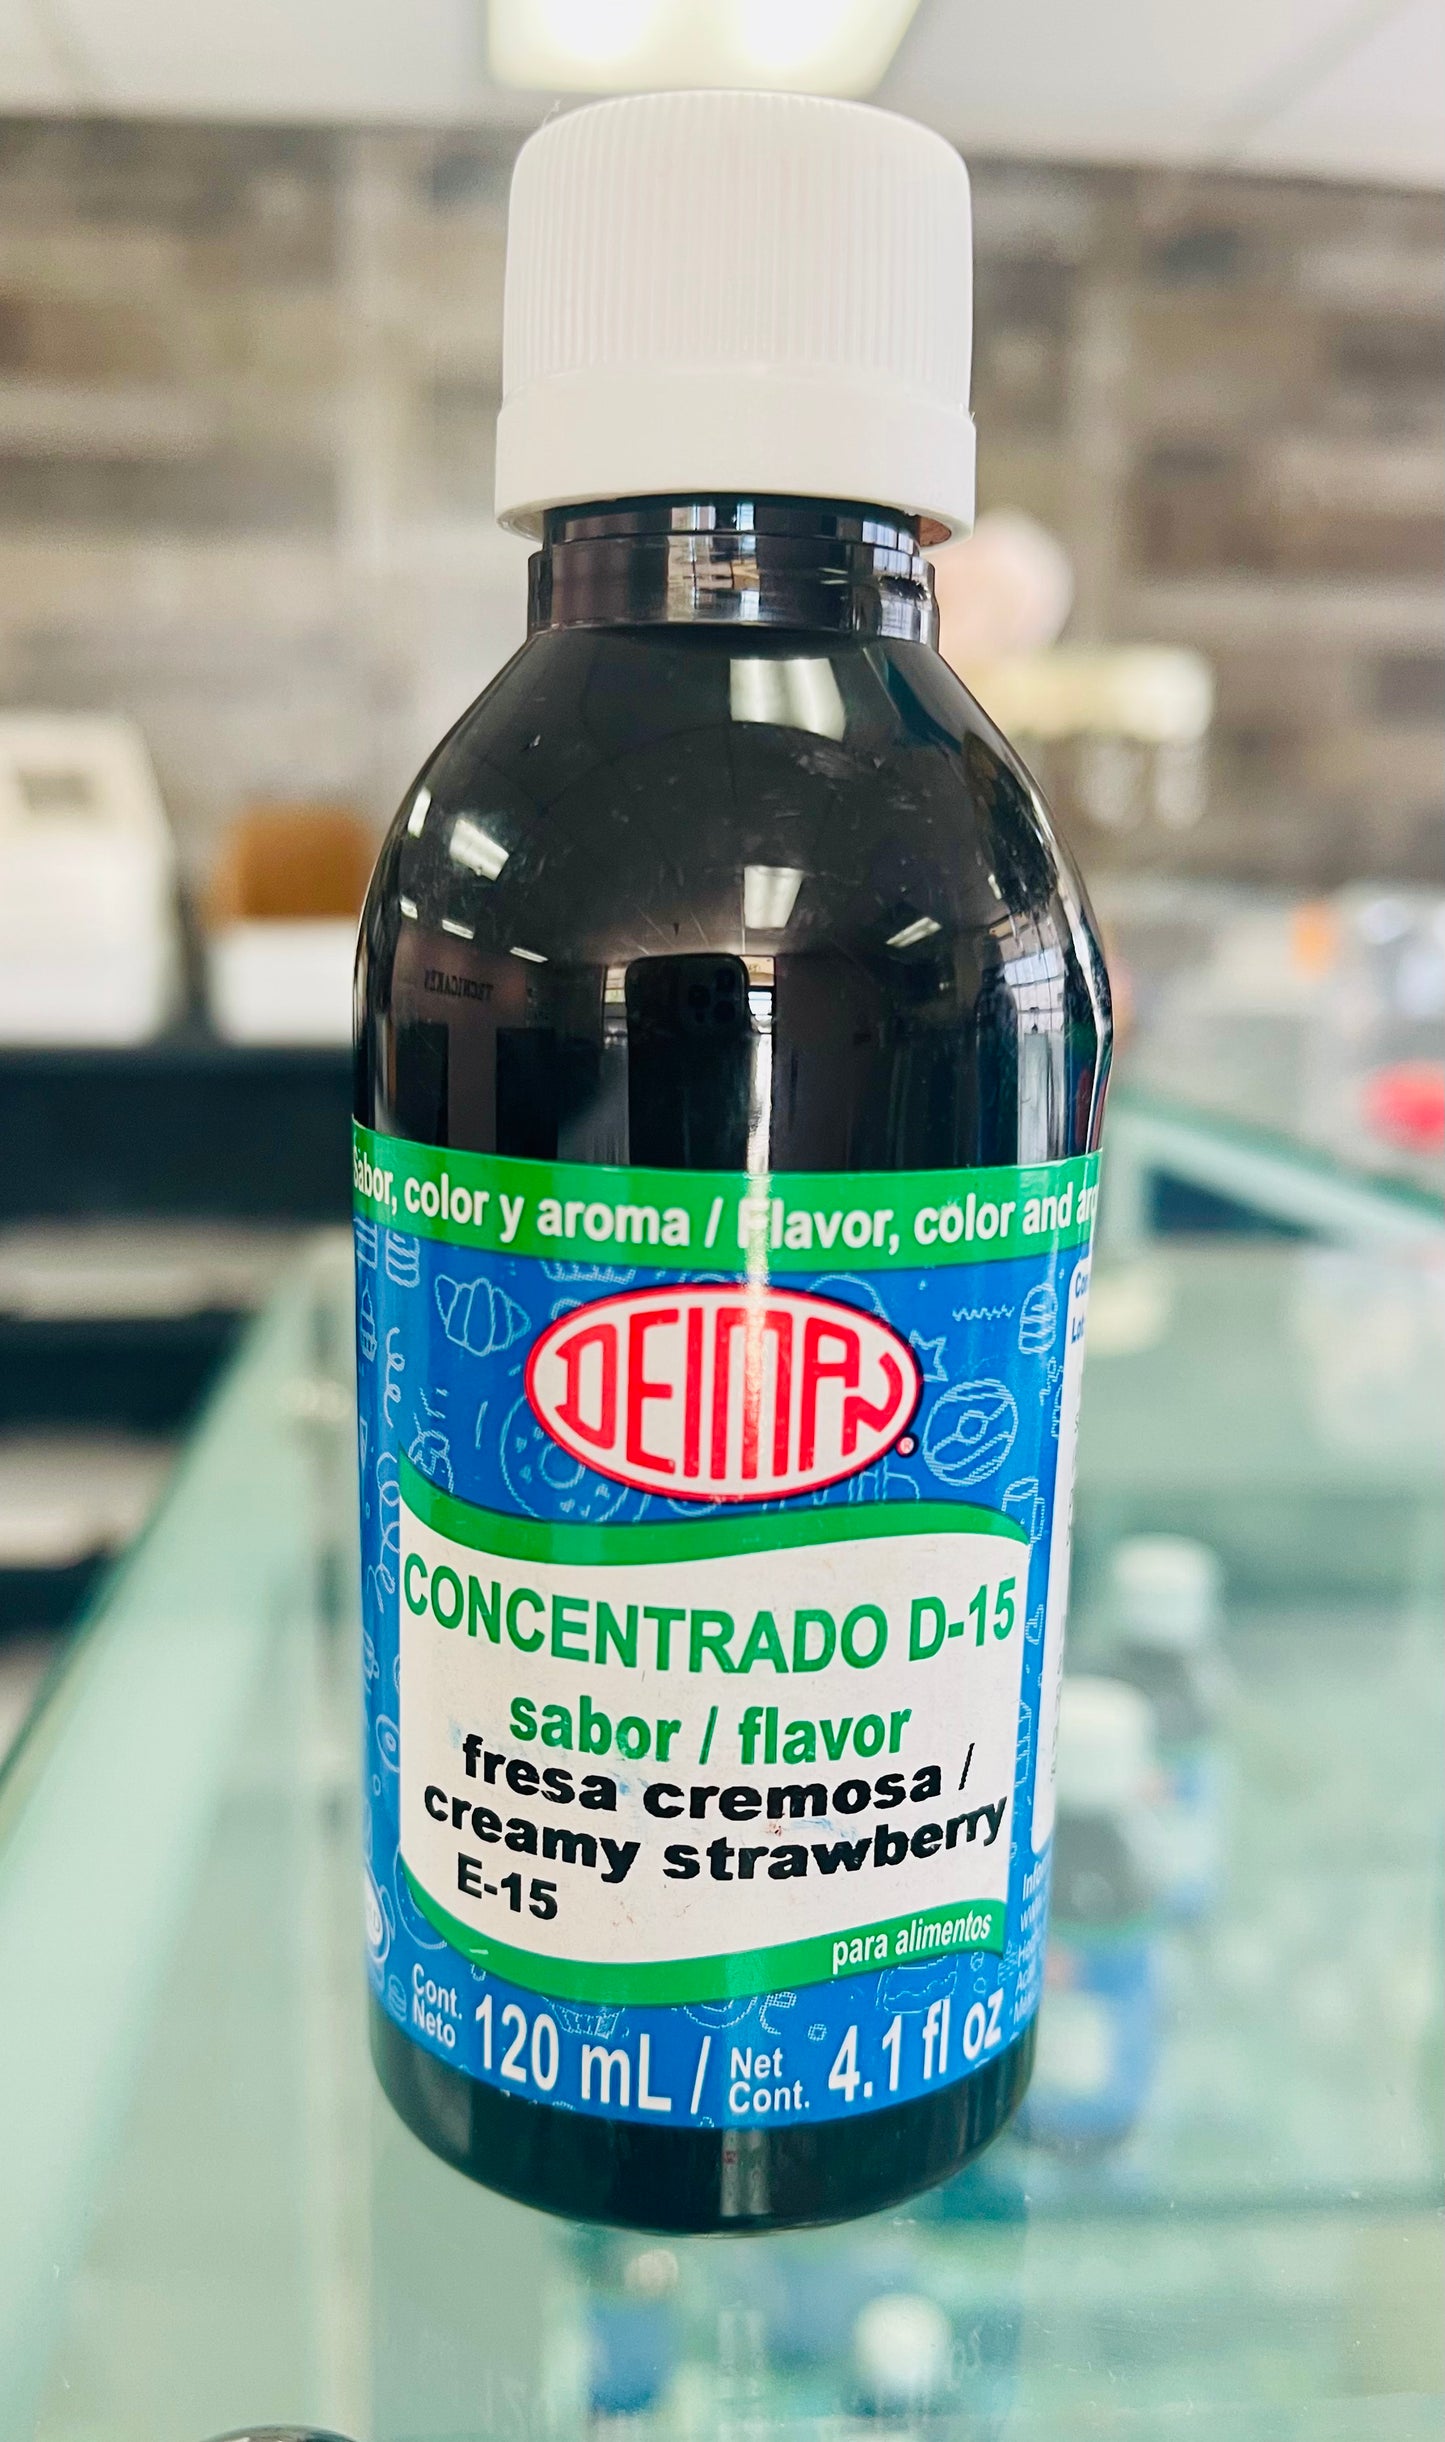 Sabor, color y aroma / Flavor, color and
DEIMAN
®
CONCENTRADO D-15
sabor / flavor
fresa cremosa /
creamy strawberry
E-15
para alimentos
Cont. Neto 120 mL / Net Cont. 4.1 fl oz